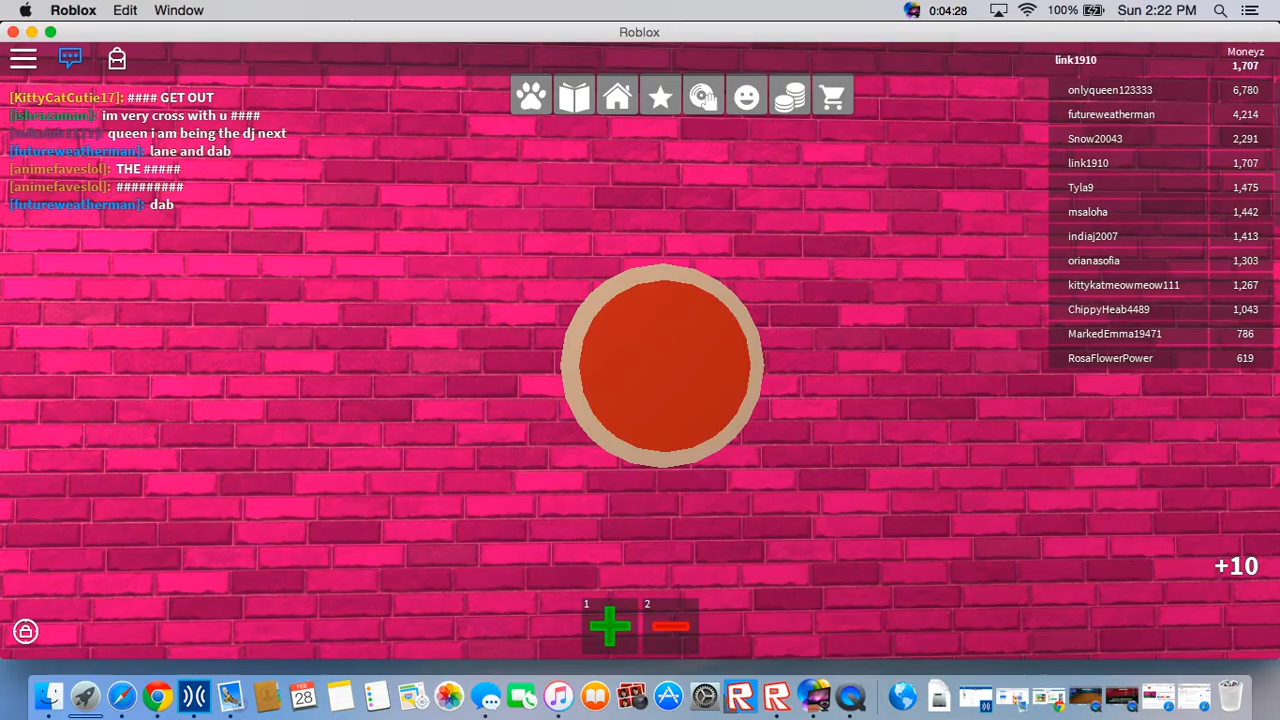 Roblox Edit Window 0:04:28 100% Sun 2:22 PM
Roblox
link1910 Moneyz 1,707
[KittyCatCutie17]: #### GET OUT
im very cross with u ####
queen i am being the dj next
[futureweatherman]: lane and dab
[animefaveslol]: THE #####
[animefaveslol]: #########
[futureweatherman]: dab
onlyqueen123333 6,780
futureweatherman 4,214
Snow20043 2,291
link1910 1,707
Tyla9 1,475
msaloha 1,442
indiaj2007 1,413
orianasofia 1,303
kittykatmeowmeow111 1,267
ChippyHeab4489 1,043
MarkedEmma19471 786
RosaFlowerPower 619
+10
1 2
FEB 28